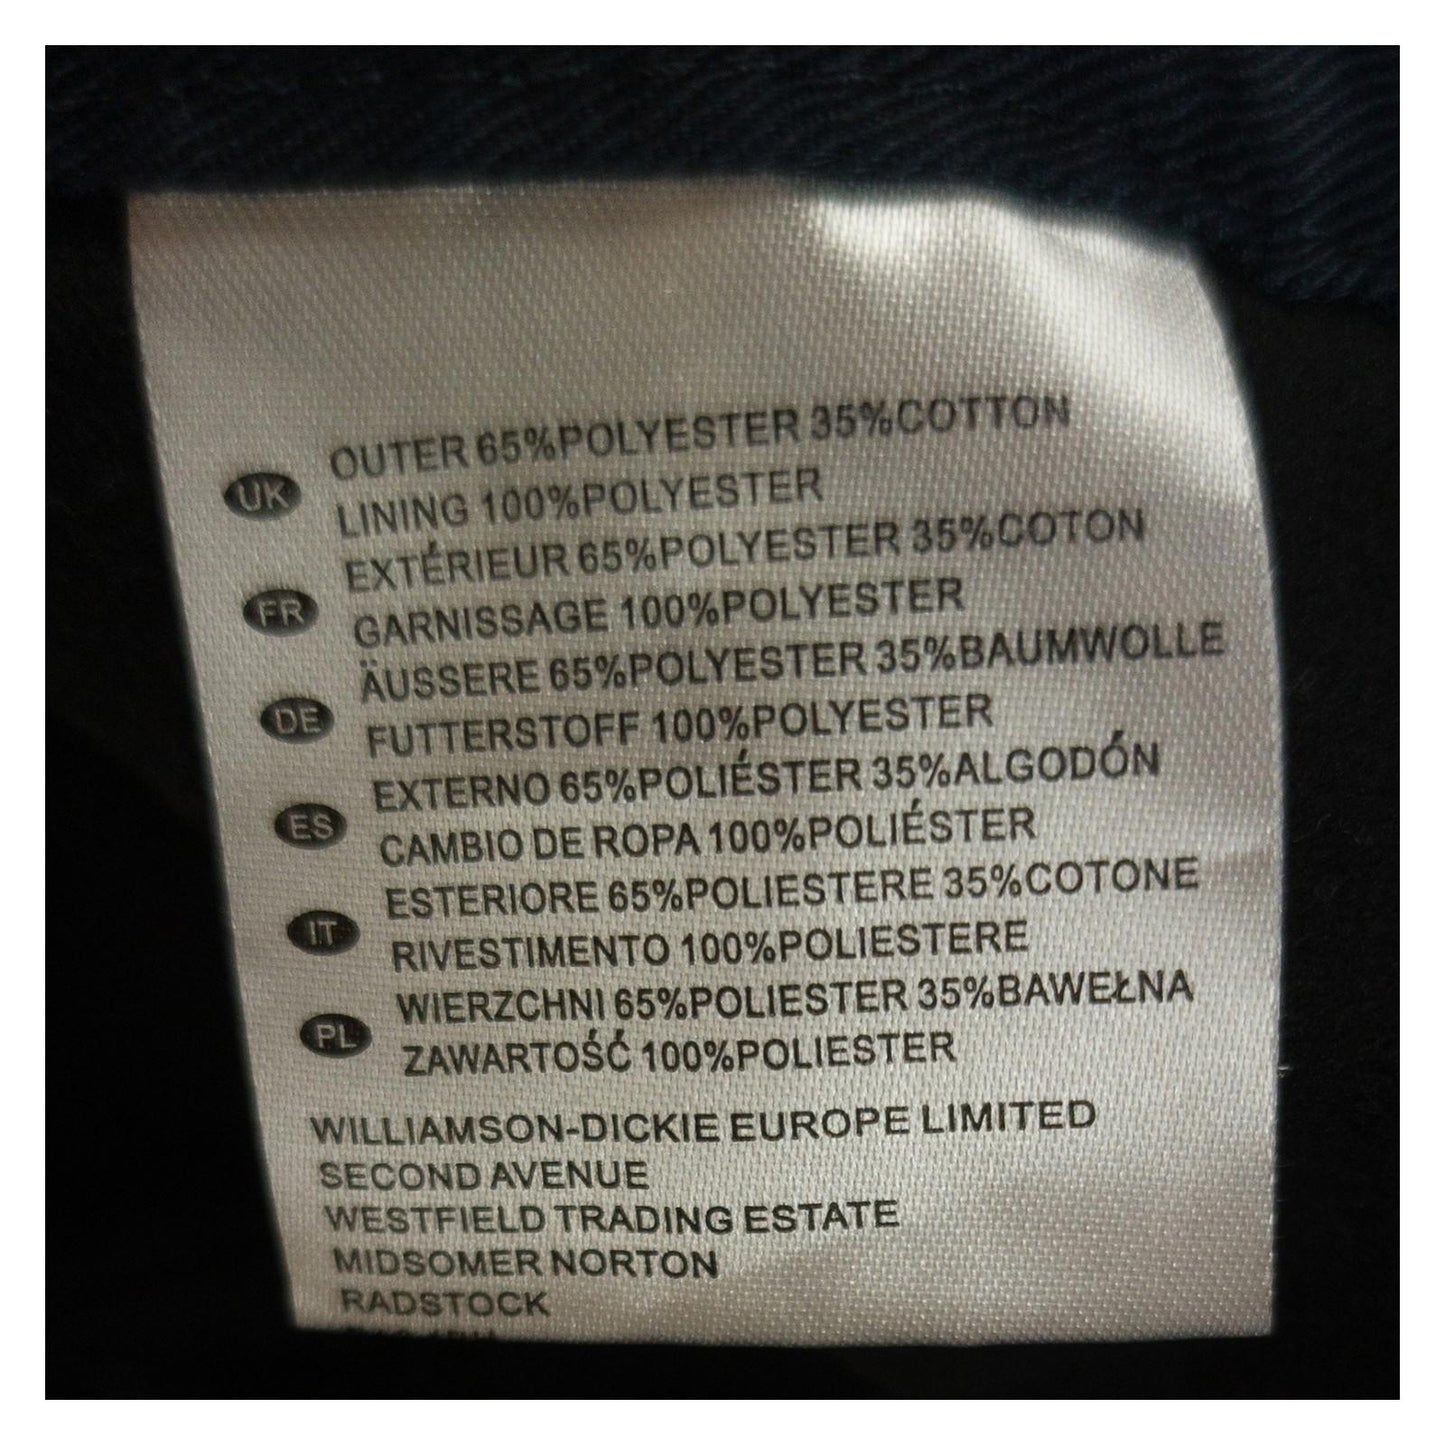 OUTER 65%POLYESTER 35%COTTON
UK
LINING 100%POLYESTER
EXTÉRIEUR 65%POLYESTER 35%COTON
FR
GARNISSAGE 100%POLYESTER
ÄUSSERE 65%POLYESTER 35%BAUMWOLLE
DE
FUTTERSTOFF 100%POLYESTER
EXTERNO 65%POLIÉSTER 35%ALGODÓN
ES
CAMBIO DE ROPA 100%POLIÉSTER
ESTERIORE 65%POLIESTERE 35%COTONE
IT
RIVESTIMENTO 100%POLIESTERE
WIERZCHNI 65%POLIESTER 35%BAWEŁNA
PL
ZAWARTOŚĆ 100%POLIESTER
WILLIAMSON-DICKIE EUROPE LIMITED
SECOND AVENUE
WESTFIELD TRADING ESTATE
MIDSOMER NORTON
RADSTOCK